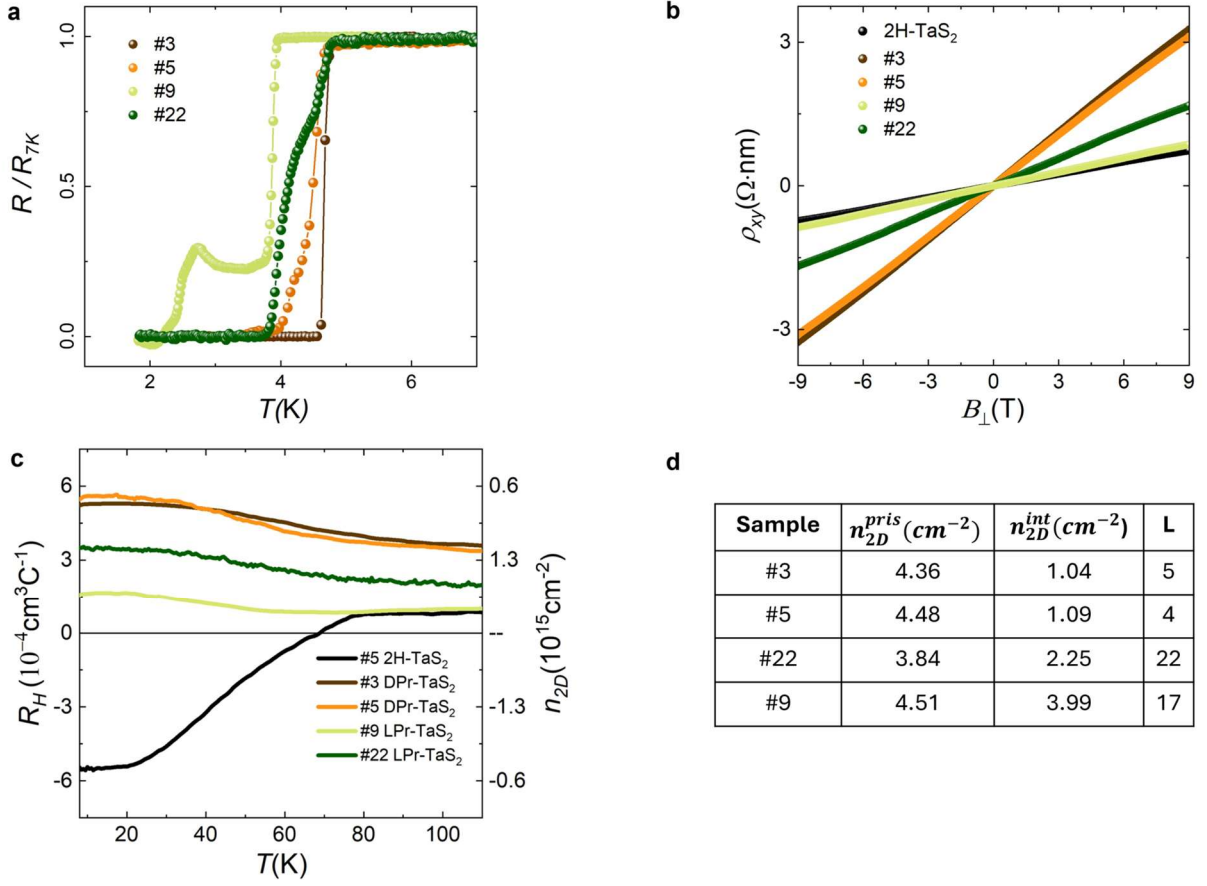 a
#3
#5
#9
#22
R / R7K
1.0
0.5
0.0
2
4
6
T(K)
b
2H-TaS2
#3
#5
#9
#22
ρxy(Ω·nm)
3
0
-3
-9
-6
-3
0
3
6
9
B⊥(T)
c
RH (10⁻⁴cm³C⁻¹)
6
3
0
-3
-6
0.6
1.3
--
-1.3
-0.6
n2D(10¹⁵cm⁻²)
#5 2H-TaS2
#3 DPr-TaS2
#5 DPr-TaS2
#9 LPr-TaS2
#22 LPr-TaS2
20
40
60
80
100
T(K)
d
Sample n2D^pris(cm⁻²) n2D^int(cm⁻²) L
#3 4.36 1.04 5
#5 4.48 1.09 4
#22 3.84 2.25 22
#9 4.51 3.99 17